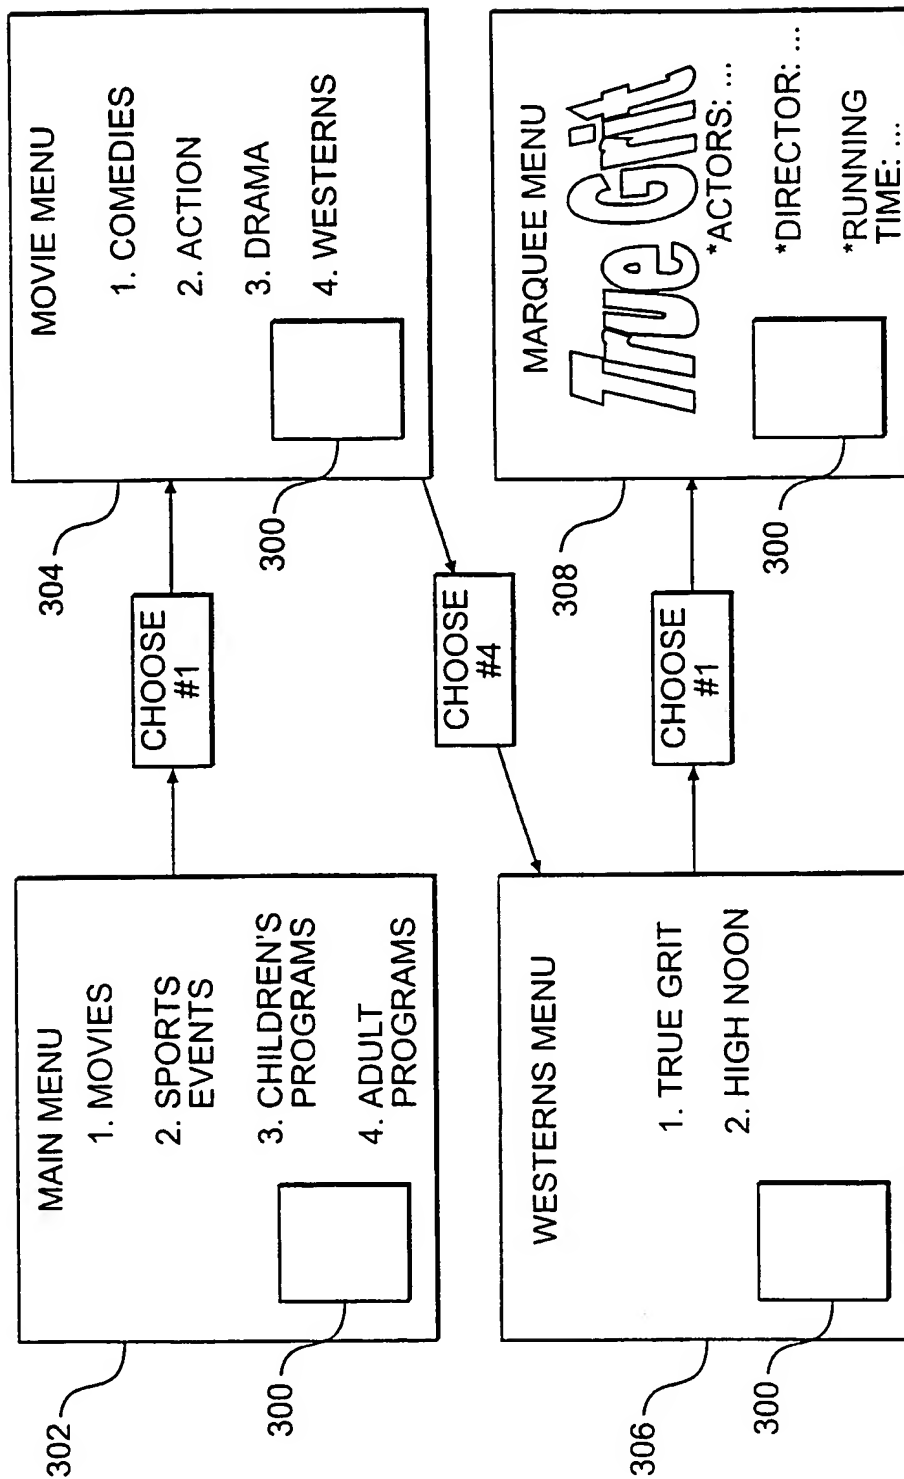 MAIN MENU
1. MOVIES
2. SPORTS
EVENTS
3. CHILDREN'S
PROGRAMS
4. ADULT
PROGRAMS
302
300
CHOOSE
#1
MOVIE MENU
1. COMEDIES
2. ACTION
3. DRAMA
4. WESTERNS
304
300
CHOOSE
#4
WESTERNS MENU
1. TRUE GRIT
2. HIGH NOON
306
300
CHOOSE
#1
MARQUEE MENU
True Grit
*ACTORS: ...
*DIRECTOR: ...
*RUNNING
TIME: ...
308
300